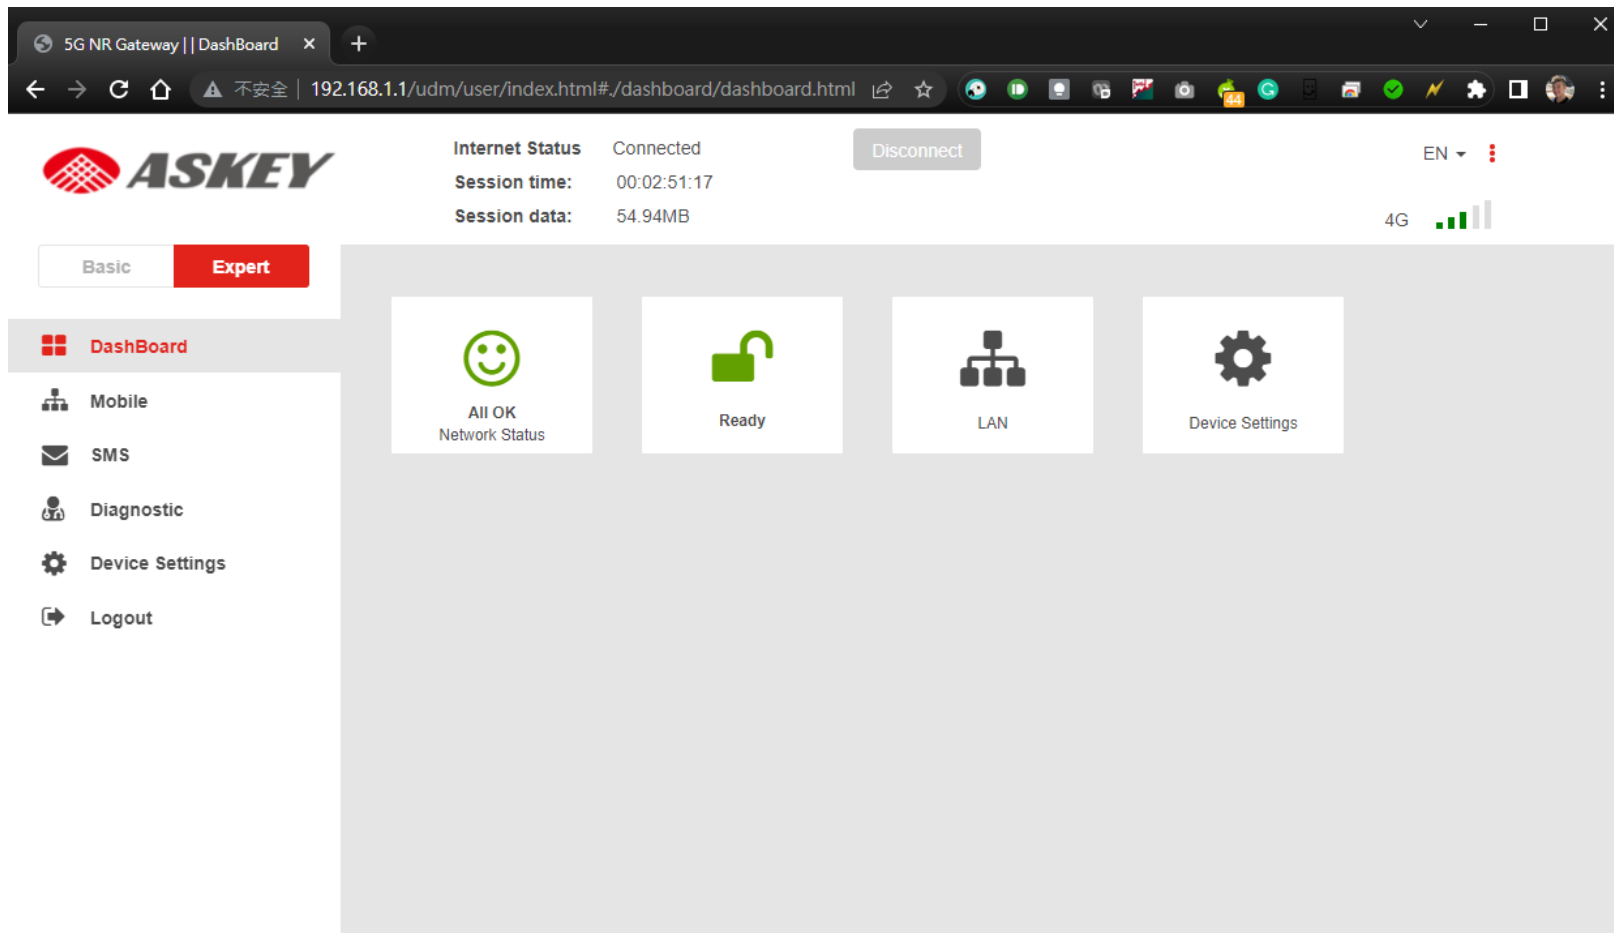 5G NR Gateway || DashBoard
不安全 | 192.168.1.1/udm/user/index.html#./dashboard/dashboard.html
44
ASKEY
Internet Status Connected
Disconnect
EN
Session time: 00:02:51:17
Session data: 54.94MB
4G
Basic
Expert
DashBoard
Mobile
SMS
Diagnostic
Device Settings
Logout
All OK
Network Status
Ready
LAN
Device Settings